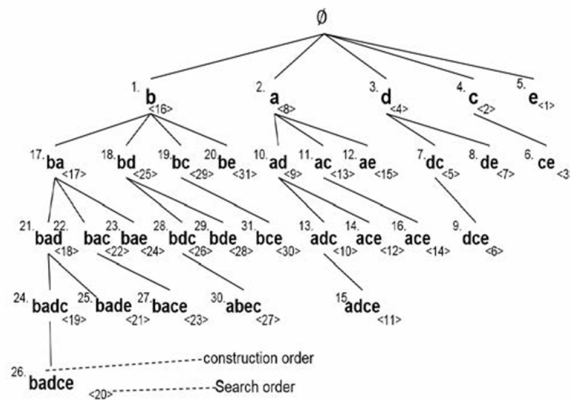 ∅
1. b <16> 2. a <8> 3. d <4> 4. c <2> 5. e <1>
17. ba <17> 18. bd <25> 19. bc <29> 20. be <31> 10. ad <9> 11. ac <13> 12. ae <15> 7. dc <5> 8. de <7> 6. ce <3
21. bad <18> 22. bac <22> 23. bae <24> 28. bdc <26> 29. bde <28> 31. bce <30> 13. adc <10> 14. ace <12> 16. ace <14> 9. dce <6>
24. badc <19> 25. bade <21> 27. bace <23> 30. abec <27> 15. adce <11>
construction order
26. badce <20> Search order